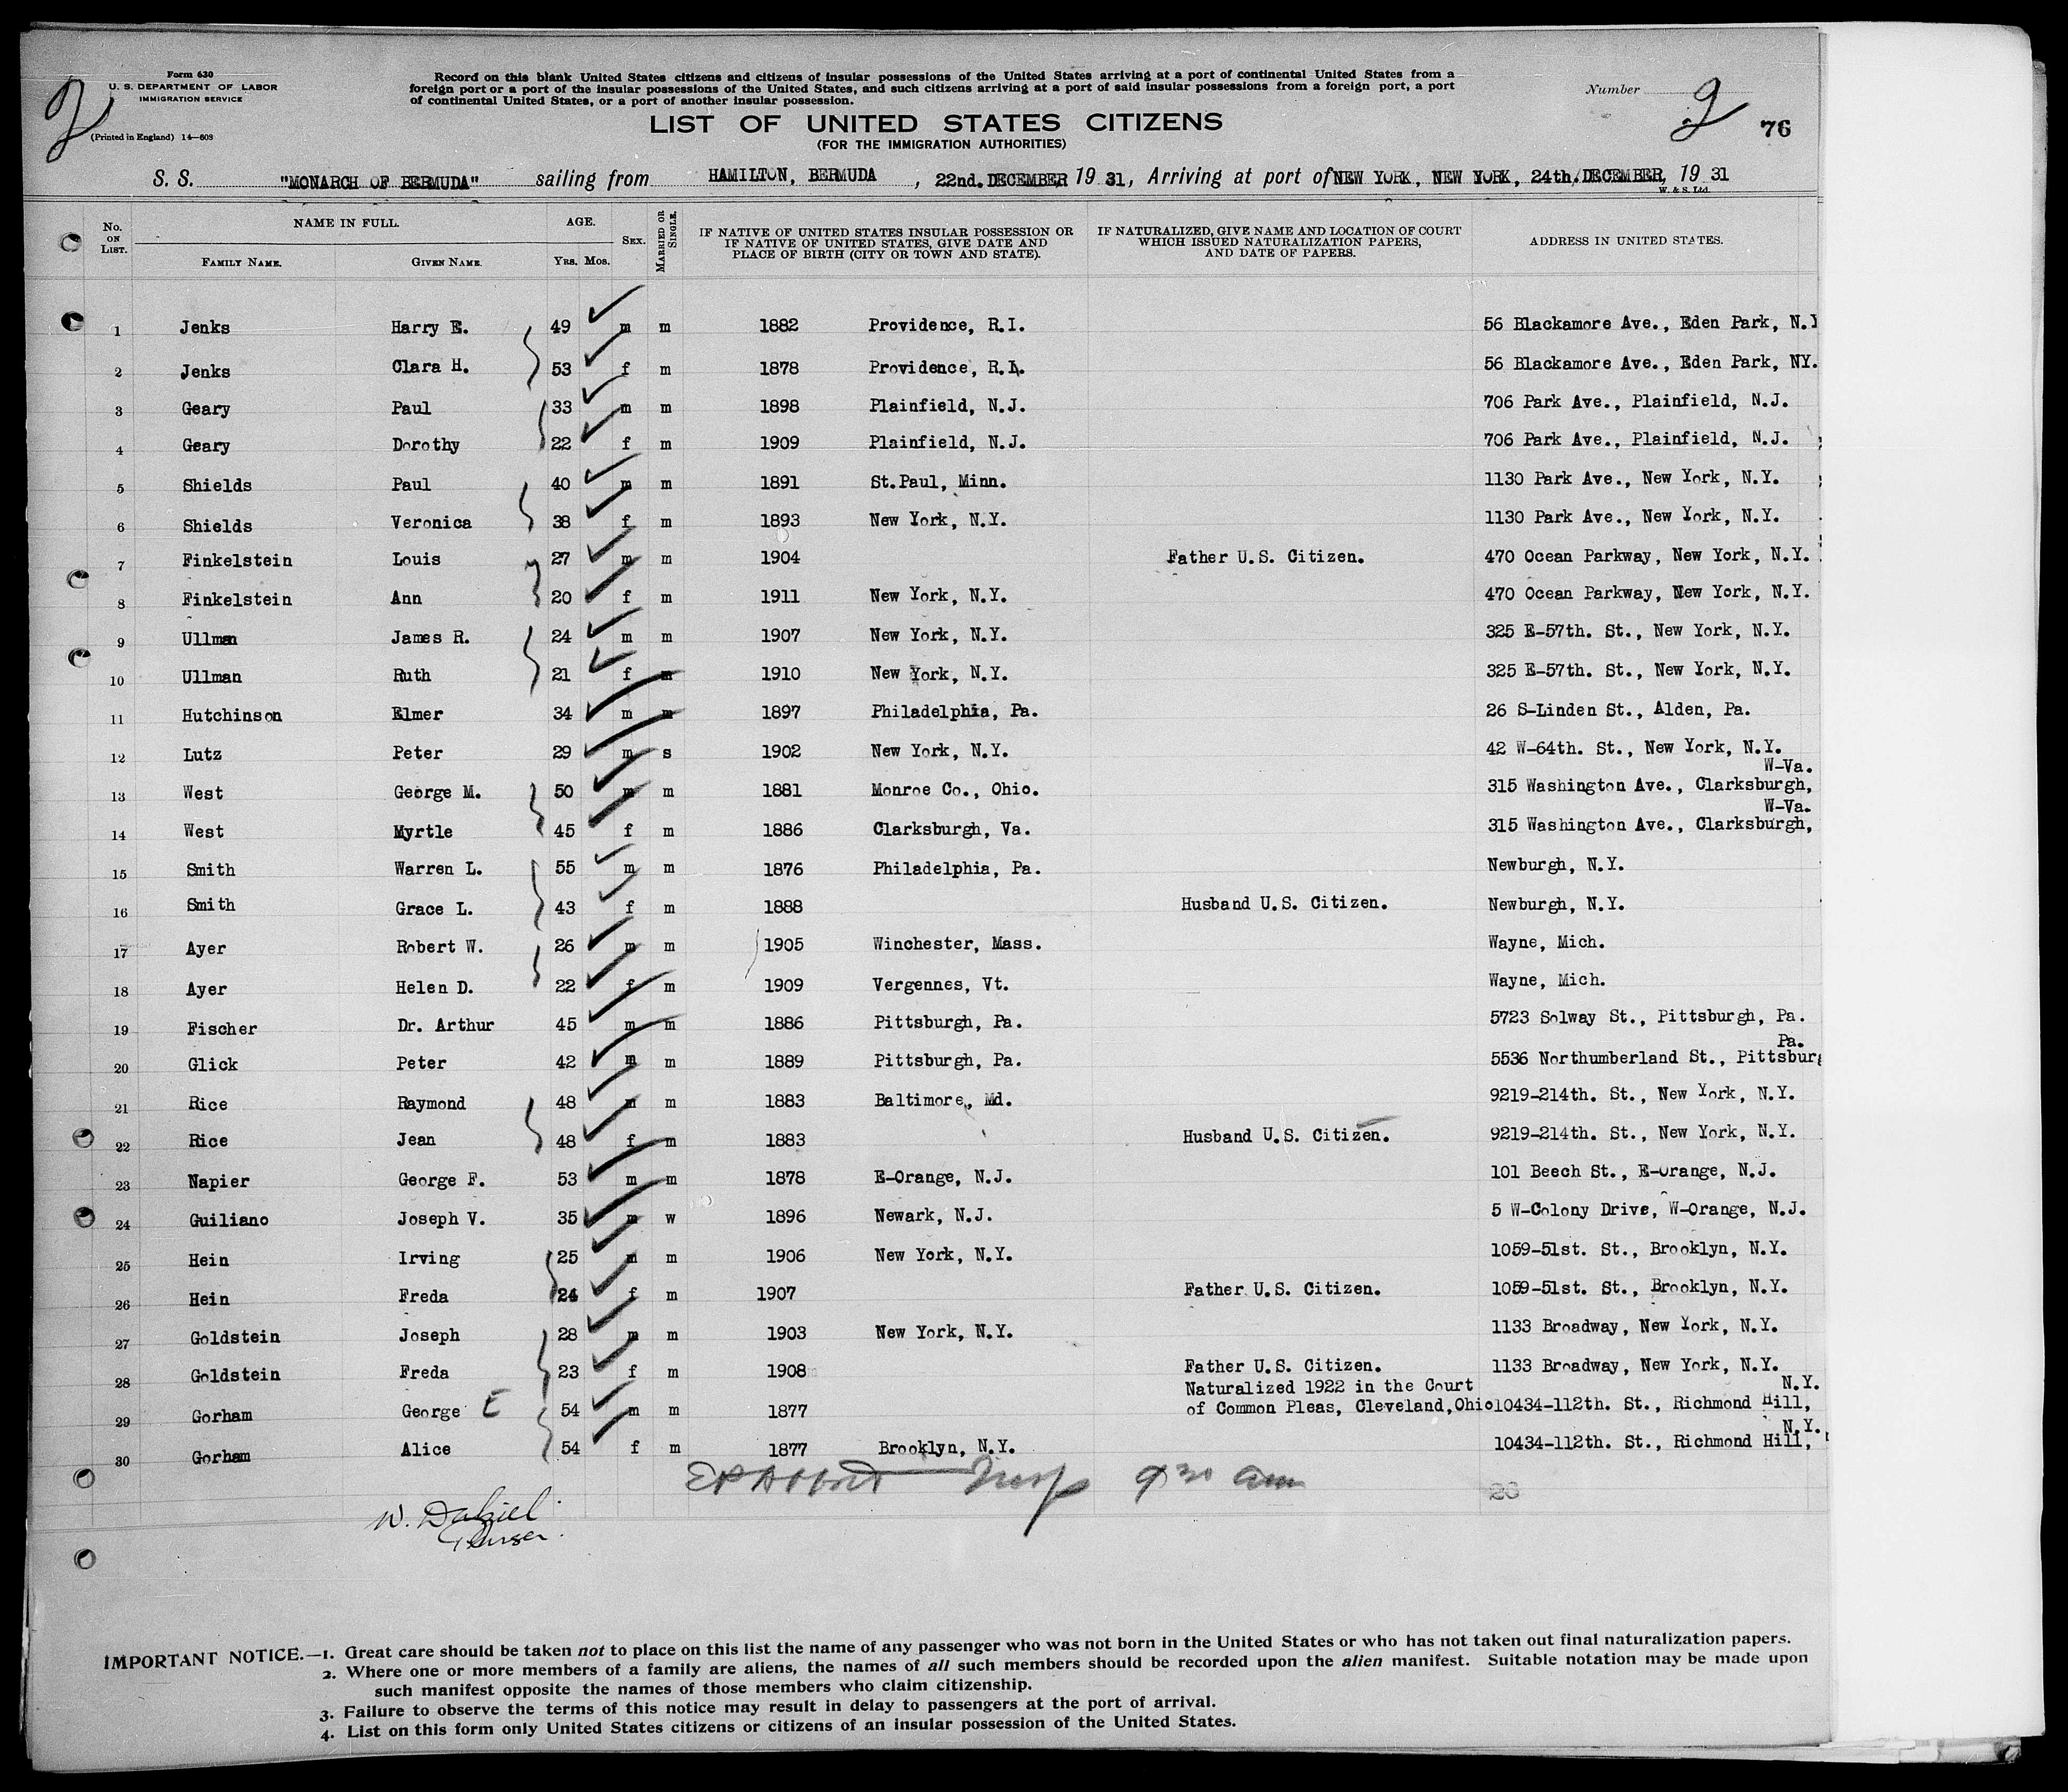 Form 630
U. S. DEPARTMENT OF LABOR
IMMIGRATION SERVICE
(Printed in England) 14—603
2
Record on this blank United States citizens and citizens of insular possessions of the United States arriving at a port of continental United States from a
foreign port or a port of the insular possessions of the United States, and such citizens arriving at a port of said insular possessions from a foreign port, a port
of continental United States, or a port of another insular possession.
LIST OF UNITED STATES CITIZENS
(FOR THE IMMIGRATION AUTHORITIES)
Number 2
76
S. S. "MONARCH OF BERMUDA" sailing from HAMILTON, BERMUDA, 22nd. DECEMBER 19 31, Arriving at port of NEW YORK, NEW YORK, 24th. DECEMBER, 19 31
W. & S. Ltd.
No. ON LIST. NAME IN FULL. FAMILY NAME. GIVEN NAME. AGE. YRS. MOS. SEX. MARRIED OR SINGLE. IF NATIVE OF UNITED STATES INSULAR POSSESSION OR IF NATIVE OF UNITED STATES, GIVE DATE AND PLACE OF BIRTH (CITY OR TOWN AND STATE). IF NATURALIZED, GIVE NAME AND LOCATION OF COURT WHICH ISSUED NATURALIZATION PAPERS, AND DATE OF PAPERS. ADDRESS IN UNITED STATES.
1 Jenks Harry E. 49 m m 1882 Providence, R.I. 56 Blackamore Ave., Eden Park, N.Y
2 Jenks Clara H. 53 f m 1878 Providence, R.I. 56 Blackamore Ave., Eden Park, NY.
3 Geary Paul 33 m m 1898 Plainfield, N.J. 706 Park Ave., Plainfield, N.J.
4 Geary Dorothy 22 f m 1909 Plainfield, N.J. 706 Park Ave., Plainfield, N.J.
5 Shields Paul 40 m m 1891 St.Paul, Minn. 1130 Park Ave., New York, N.Y.
6 Shields Veronica 38 f m 1893 New York, N.Y. 1130 Park Ave., New York, N.Y.
7 Finkelstein Louis 27 m m 1904 Father U.S. Citizen. 470 Ocean Parkway, New York, N.Y.
8 Finkelstein Ann 20 f m 1911 New York, N.Y. 470 Ocean Parkway, New York, N.Y.
9 Ullman James R. 24 m m 1907 New York, N.Y. 325 E-57th. St., New York, N.Y.
10 Ullman Ruth 21 f m 1910 New York, N.Y. 325 E-57th. St., New York, N.Y.
11 Hutchinson Elmer 34 m m 1897 Philadelphia, Pa. 26 S-Linden St., Alden, Pa.
12 Lutz Peter 29 m s 1902 New York, N.Y. 42 W-64th. St., New York, N.Y.
W-Va.
13 West George M. 50 m m 1881 Monroe Co., Ohio. 315 Washington Ave., Clarksburgh,
W-Va.
14 West Myrtle 45 f m 1886 Clarksburgh, Va. 315 Washington Ave., Clarksburgh,
15 Smith Warren L. 55 m m 1876 Philadelphia, Pa. Newburgh, N.Y.
16 Smith Grace L. 43 f m 1888 Husband U.S. Citizen. Newburgh, N.Y.
17 Ayer Robert W. 26 m m 1905 Winchester, Mass. Wayne, Mich.
18 Ayer Helen D. 22 f m 1909 Vergennes, Vt. Wayne, Mich.
19 Fischer Dr. Arthur 45 m m 1886 Pittsburgh, Pa. 5723 Solway St., Pittsburgh, Pa.
Pa.
20 Glick Peter 42 m m 1889 Pittsburgh, Pa. 5536 Northumberland St., Pittsburg
21 Rice Raymond 48 m m 1883 Baltimore, Md. 9219-214th. St., New York, N.Y.
22 Rice Jean 48 f m 1883 Husband U.S. Citizen. 9219-214th. St., New York, N.Y.
23 Napier George F. 53 m m 1878 E-Orange, N.J. 101 Beech St., E-Orange, N.J.
24 Guiliano Joseph V. 35 m w 1896 Newark, N.J. 5 W-Colony Drive, W-Orange, N.J.
25 Hein Irving 25 m m 1906 New York, N.Y. 1059-51st. St., Brooklyn, N.Y.
26 Hein Freda 24 f m 1907 Father U.S. Citizen. 1059-51st. St., Brooklyn, N.Y.
27 Goldstein Joseph 28 m m 1903 New York, N.Y. 1133 Broadway, New York, N.Y.
28 Goldstein Freda 23 f m 1908 Father U.S. Citizen. 1133 Broadway, New York, N.Y.
Naturalized 1922 in the Court N.Y.
29 Gorham George E 54 m m 1877 of Common Pleas, Cleveland,Ohio 10434-112th. St., Richmond Hill,
N.Y.
30 Gorham Alice 54 f m 1877 Brooklyn, N.Y. 10434-112th. St., Richmond Hill,
Insp 9 30 am
26
W. Dalziel
Purser.
IMPORTANT NOTICE.—1. Great care should be taken not to place on this list the name of any passenger who was not born in the United States or who has not taken out final naturalization papers.
2. Where one or more members of a family are aliens, the names of all such members should be recorded upon the alien manifest. Suitable notation may be made upon
such manifest opposite the names of those members who claim citizenship.
3. Failure to observe the terms of this notice may result in delay to passengers at the port of arrival.
4. List on this form only United States citizens or citizens of an insular possession of the United States.